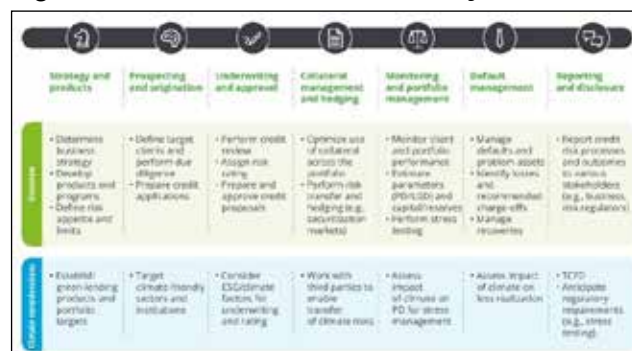 Strategy and
products
Prospecting
and origination
Underwriting
and approval
Collateral
management
and hedging
Monitoring
and portfolio
management
Default
management
Reporting
and disclosure
• Determine
business
strategy
• Develop
products and
programs
• Define risk
appetite and
limits
• Define target
clients and
perform due
diligence
• Prepare credit
applications
• Perform credit
review
• Assign risk
rating
• Prepare and
approve credit
proposals
• Optimize use
of collateral
across the
portfolio
• Perform risk
transfer and
hedging (e.g.,
securitization
markets)
• Monitor client
and portfolio
performance
• Estimate
parameters
(PD/LGD) and
capital/reserves
• Perform stress
testing
• Manage
defaults and
problem assets
• Identify losses
and
recommended
charge-offs
• Manage
recoveries
• Report credit
risk processes
and outcomes
to various
stakeholders
(e.g., business,
risk, regulators)
Climate considerations
• Establish
green lending
products and
portfolio
targets
• Target
climate-friendly
sectors and
institutions
• Consider
ESG/climate
factors for
underwriting
and rating
• Work with
third parties to
enable
transfer
of climate risks
• Assess
impact
of climate on
PD for stress
management
• Assess impact
of climate on
loss realization
• TCFD
• Anticipate
regulatory
requirements
(e.g., stress
testing)